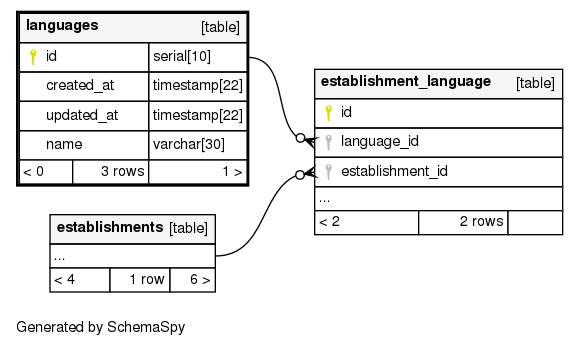 languages [table]
id serial[10]
created_at timestamp[22]
updated_at timestamp[22]
name varchar[30]
< 0 3 rows 1 >
establishment_language [table]
id
language_id
establishment_id
...
< 2 2 rows
establishments [table]
...
< 4 1 row 6 >
Generated by SchemaSpy